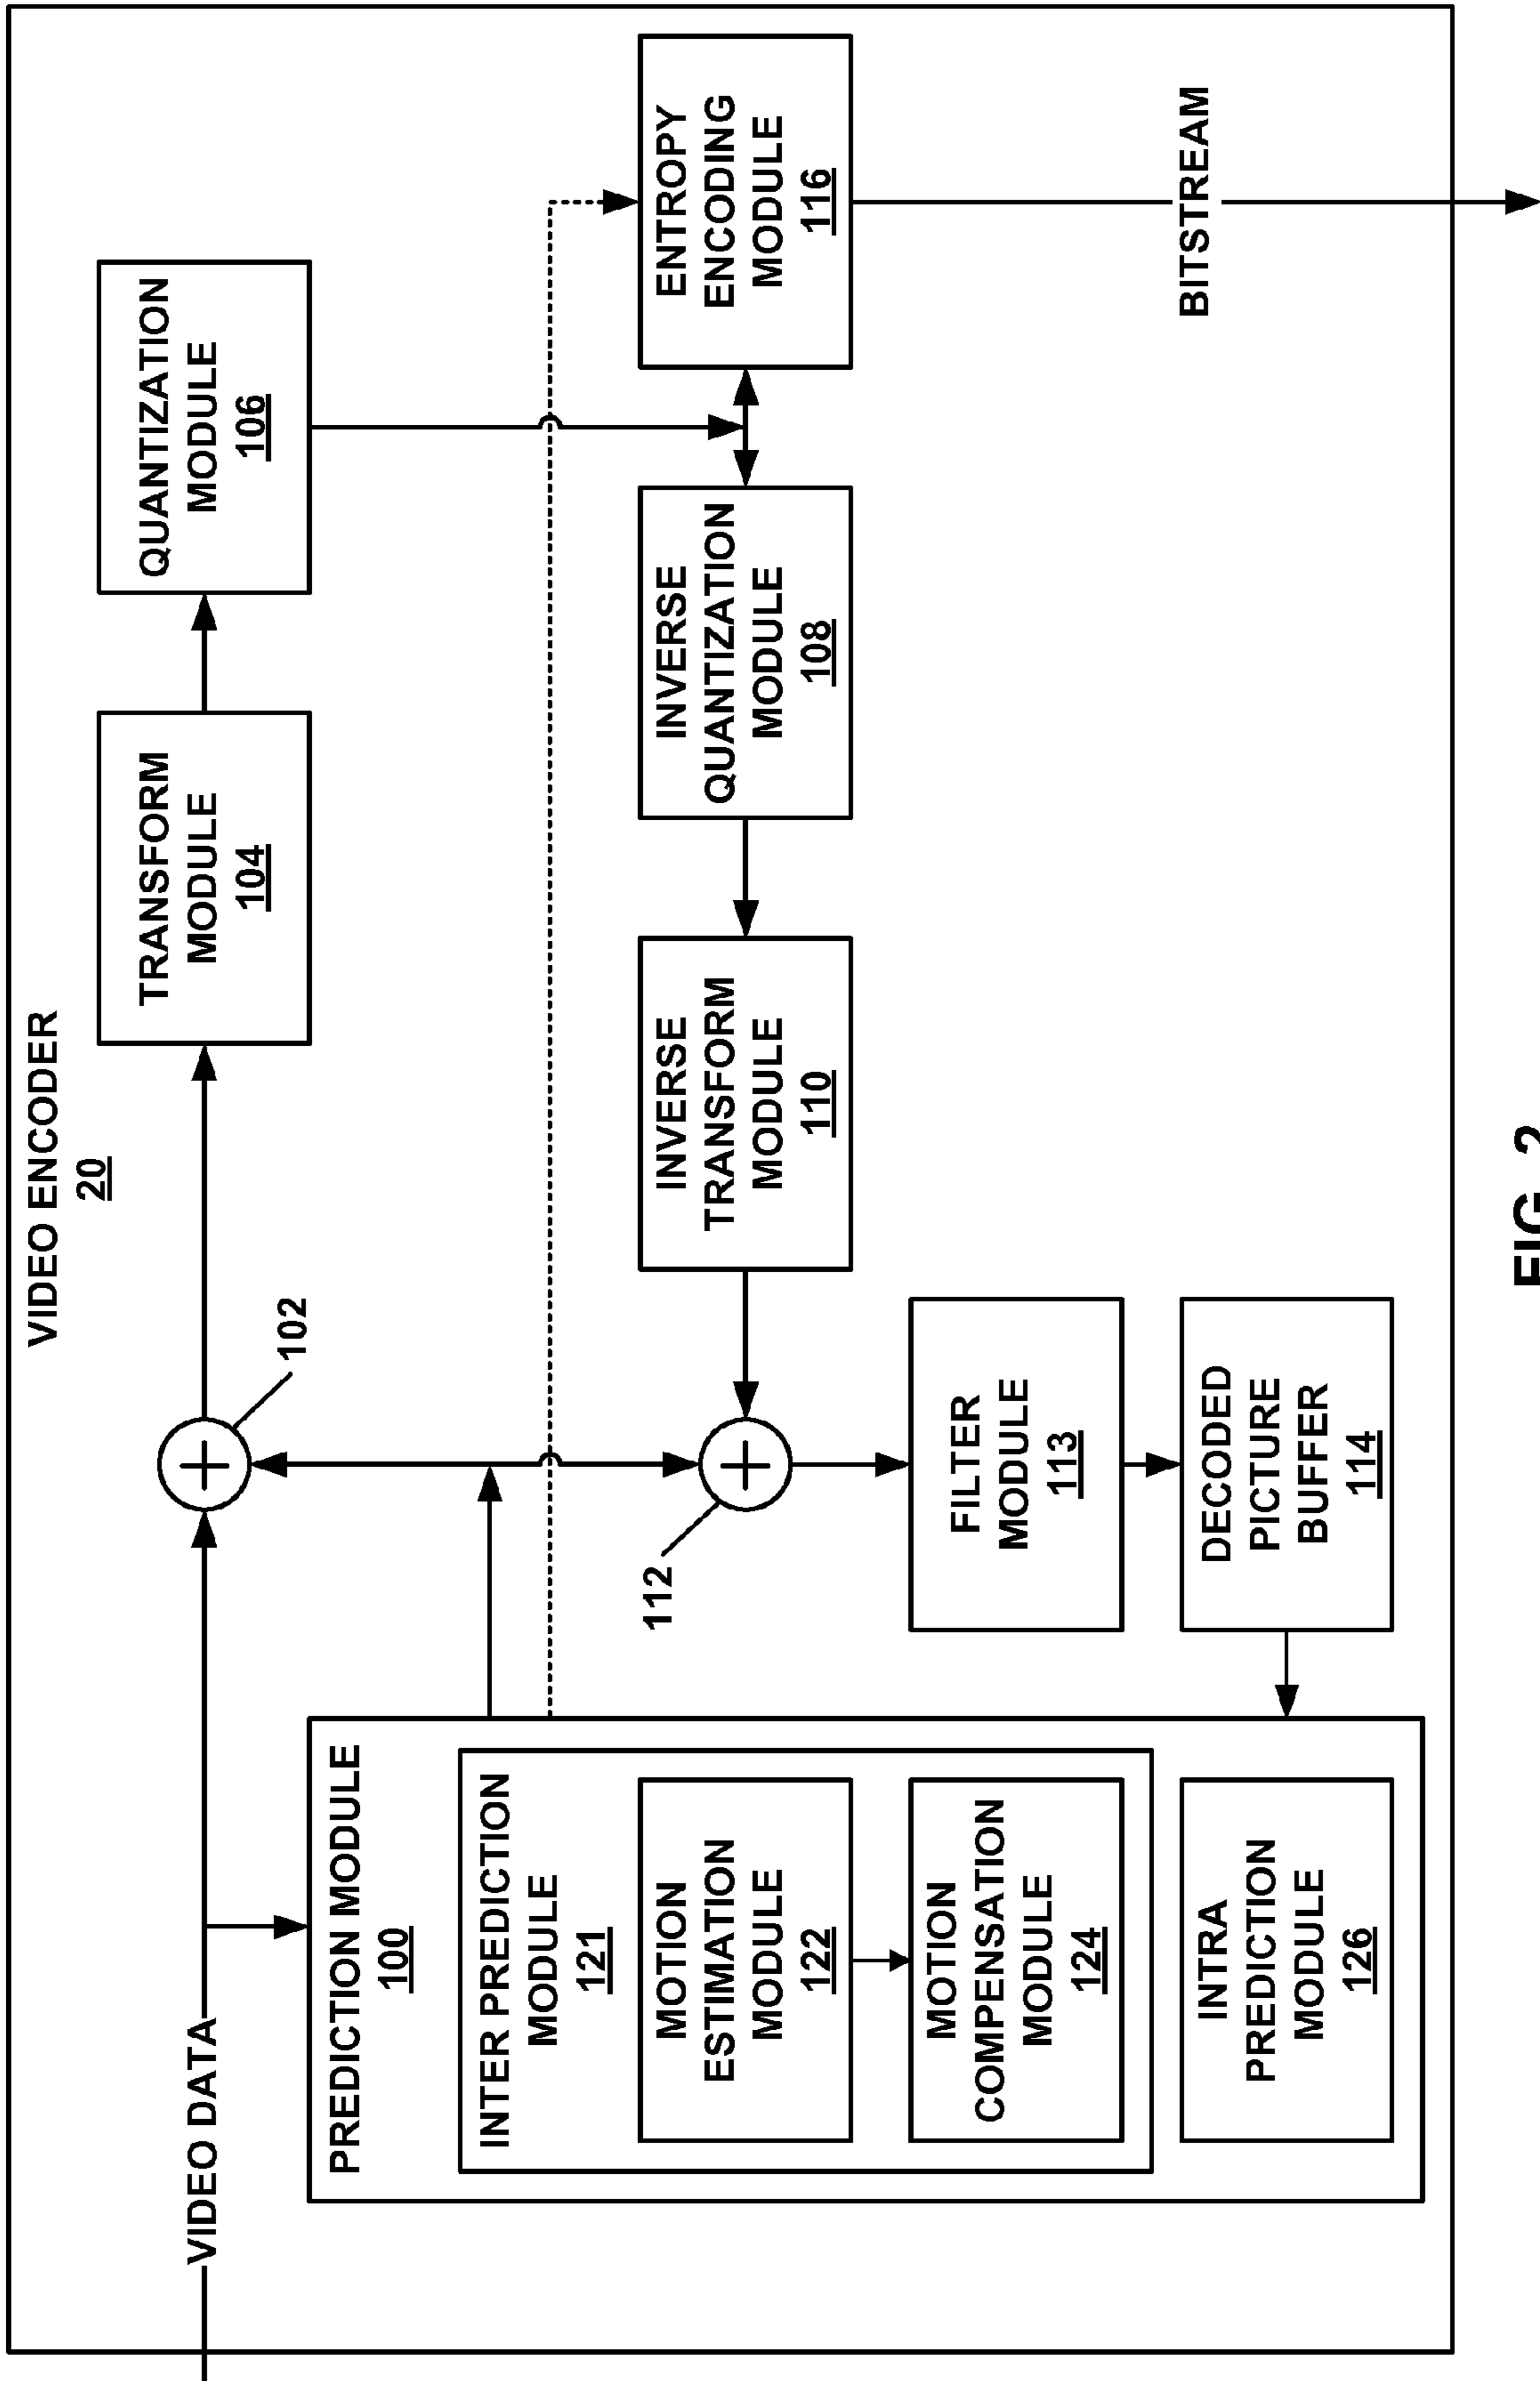 VIDEO ENCODER
20
VIDEO DATA
102
TRANSFORM
MODULE
104
QUANTIZATION
MODULE
106
PREDICTION MODULE
100
INTER PREDICTION
MODULE
121
MOTION
ESTIMATION
MODULE
122
MOTION
COMPENSATION
MODULE
124
INTRA
PREDICTION
MODULE
126
112
INVERSE
TRANSFORM
MODULE
110
INVERSE
QUANTIZATION
MODULE
108
ENTROPY
ENCODING
MODULE
116
FILTER
MODULE
113
DECODED
PICTURE
BUFFER
114
BITSTREAM
FIG. 2